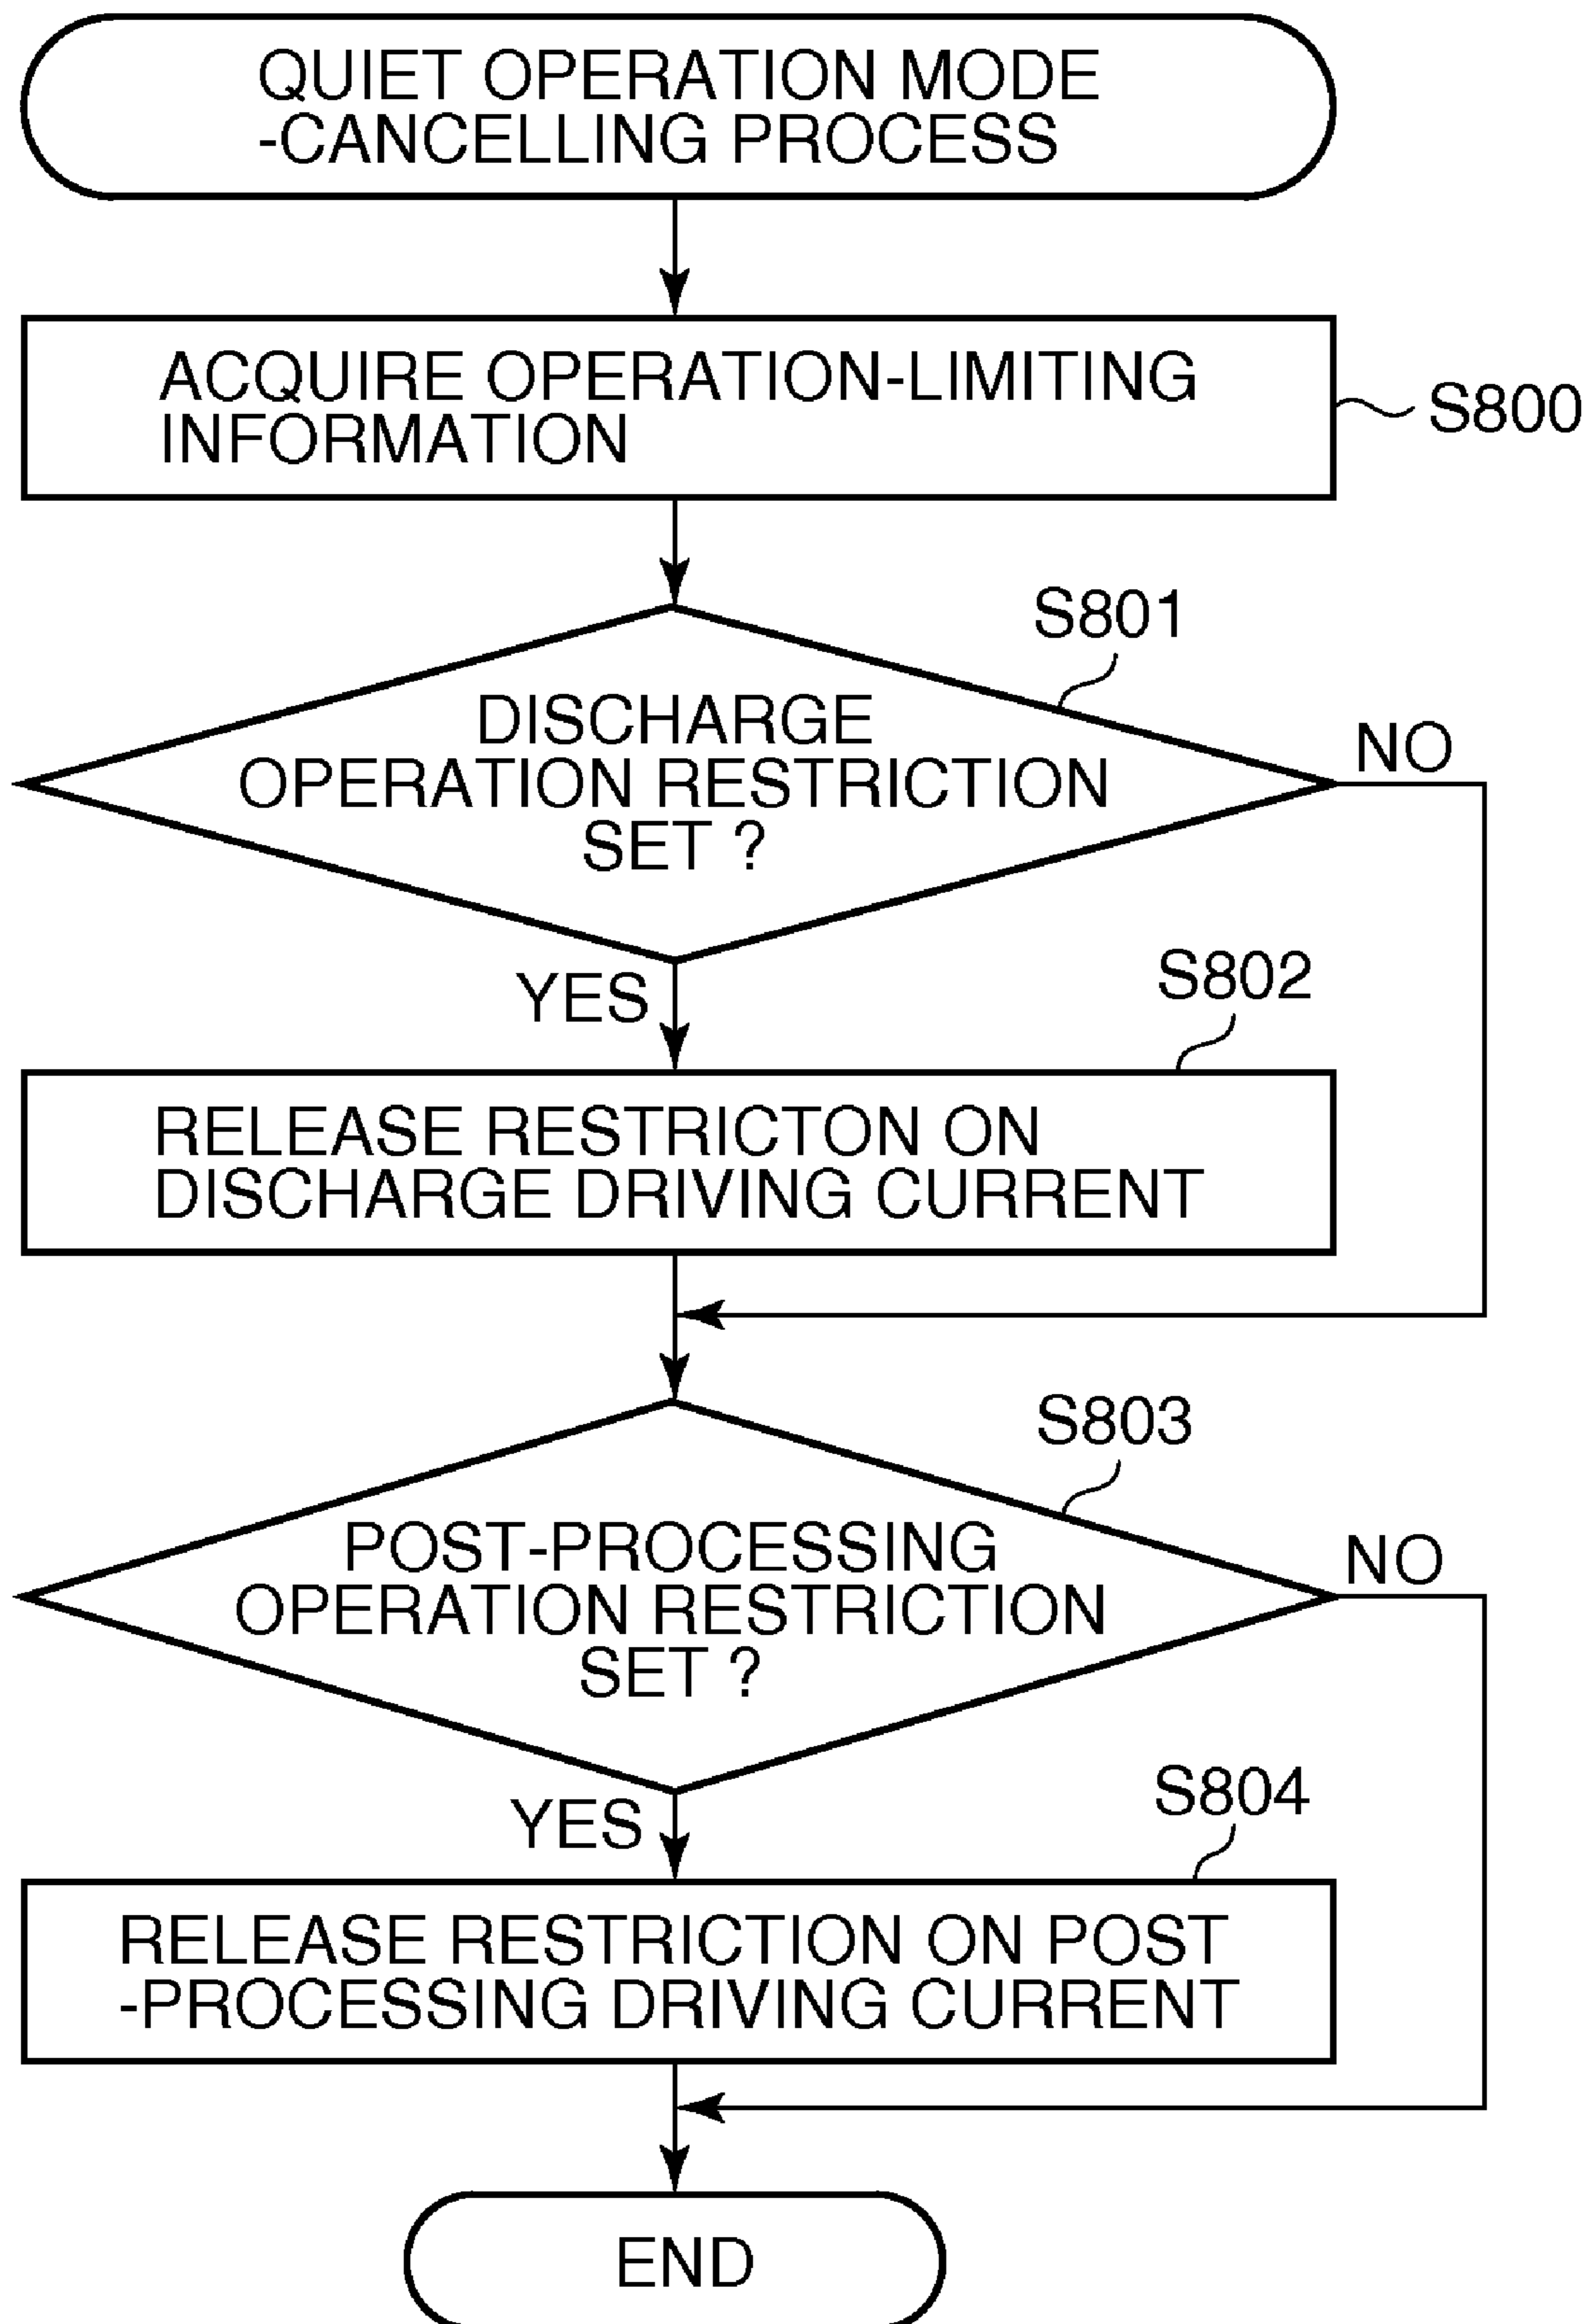 QUIET OPERATION MODE
-CANCELLING PROCESS
ACQUIRE OPERATION-LIMITING
INFORMATION
S800
S801
DISCHARGE
OPERATION RESTRICTION
SET ?
NO
YES
S802
RELEASE RESTRICTON ON
DISCHARGE DRIVING CURRENT
S803
POST-PROCESSING
OPERATION RESTRICTION
SET ?
NO
YES
S804
RELEASE RESTRICTION ON POST
-PROCESSING DRIVING CURRENT
END